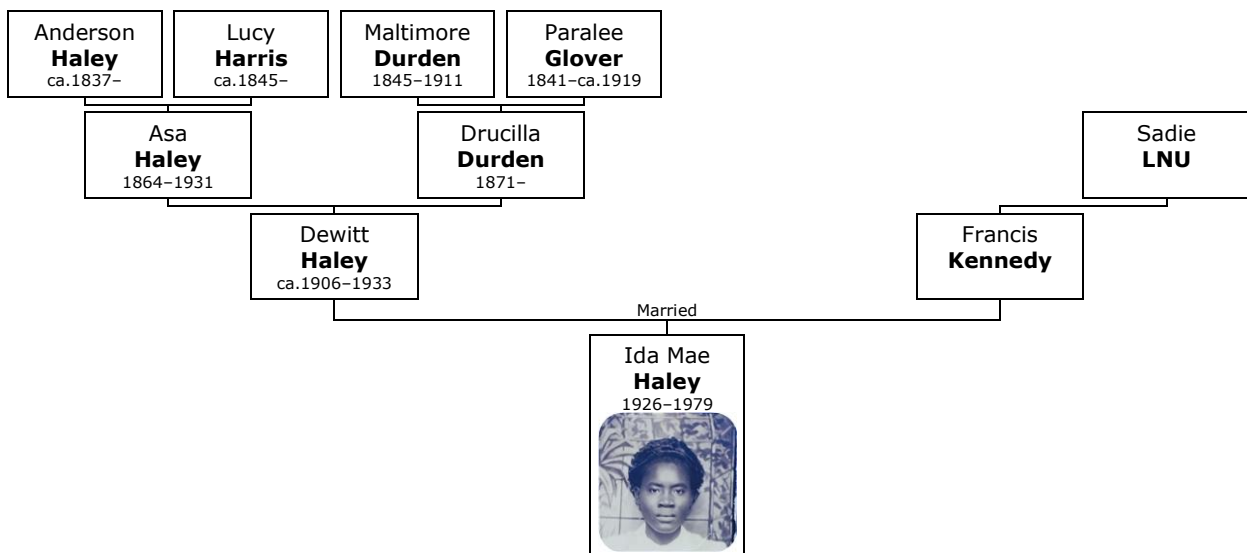 Anderson
Haley
ca.1837–
Lucy
Harris
ca.1845–
Maltimore
Durden
1845–1911
Paralee
Glover
1841–ca.1919
Asa
Haley
1864–1931
Drucilla
Durden
1871–
Sadie
LNU
Dewitt
Haley
ca.1906–1933
Francis
Kennedy
Married
Ida Mae
Haley
1926–1979